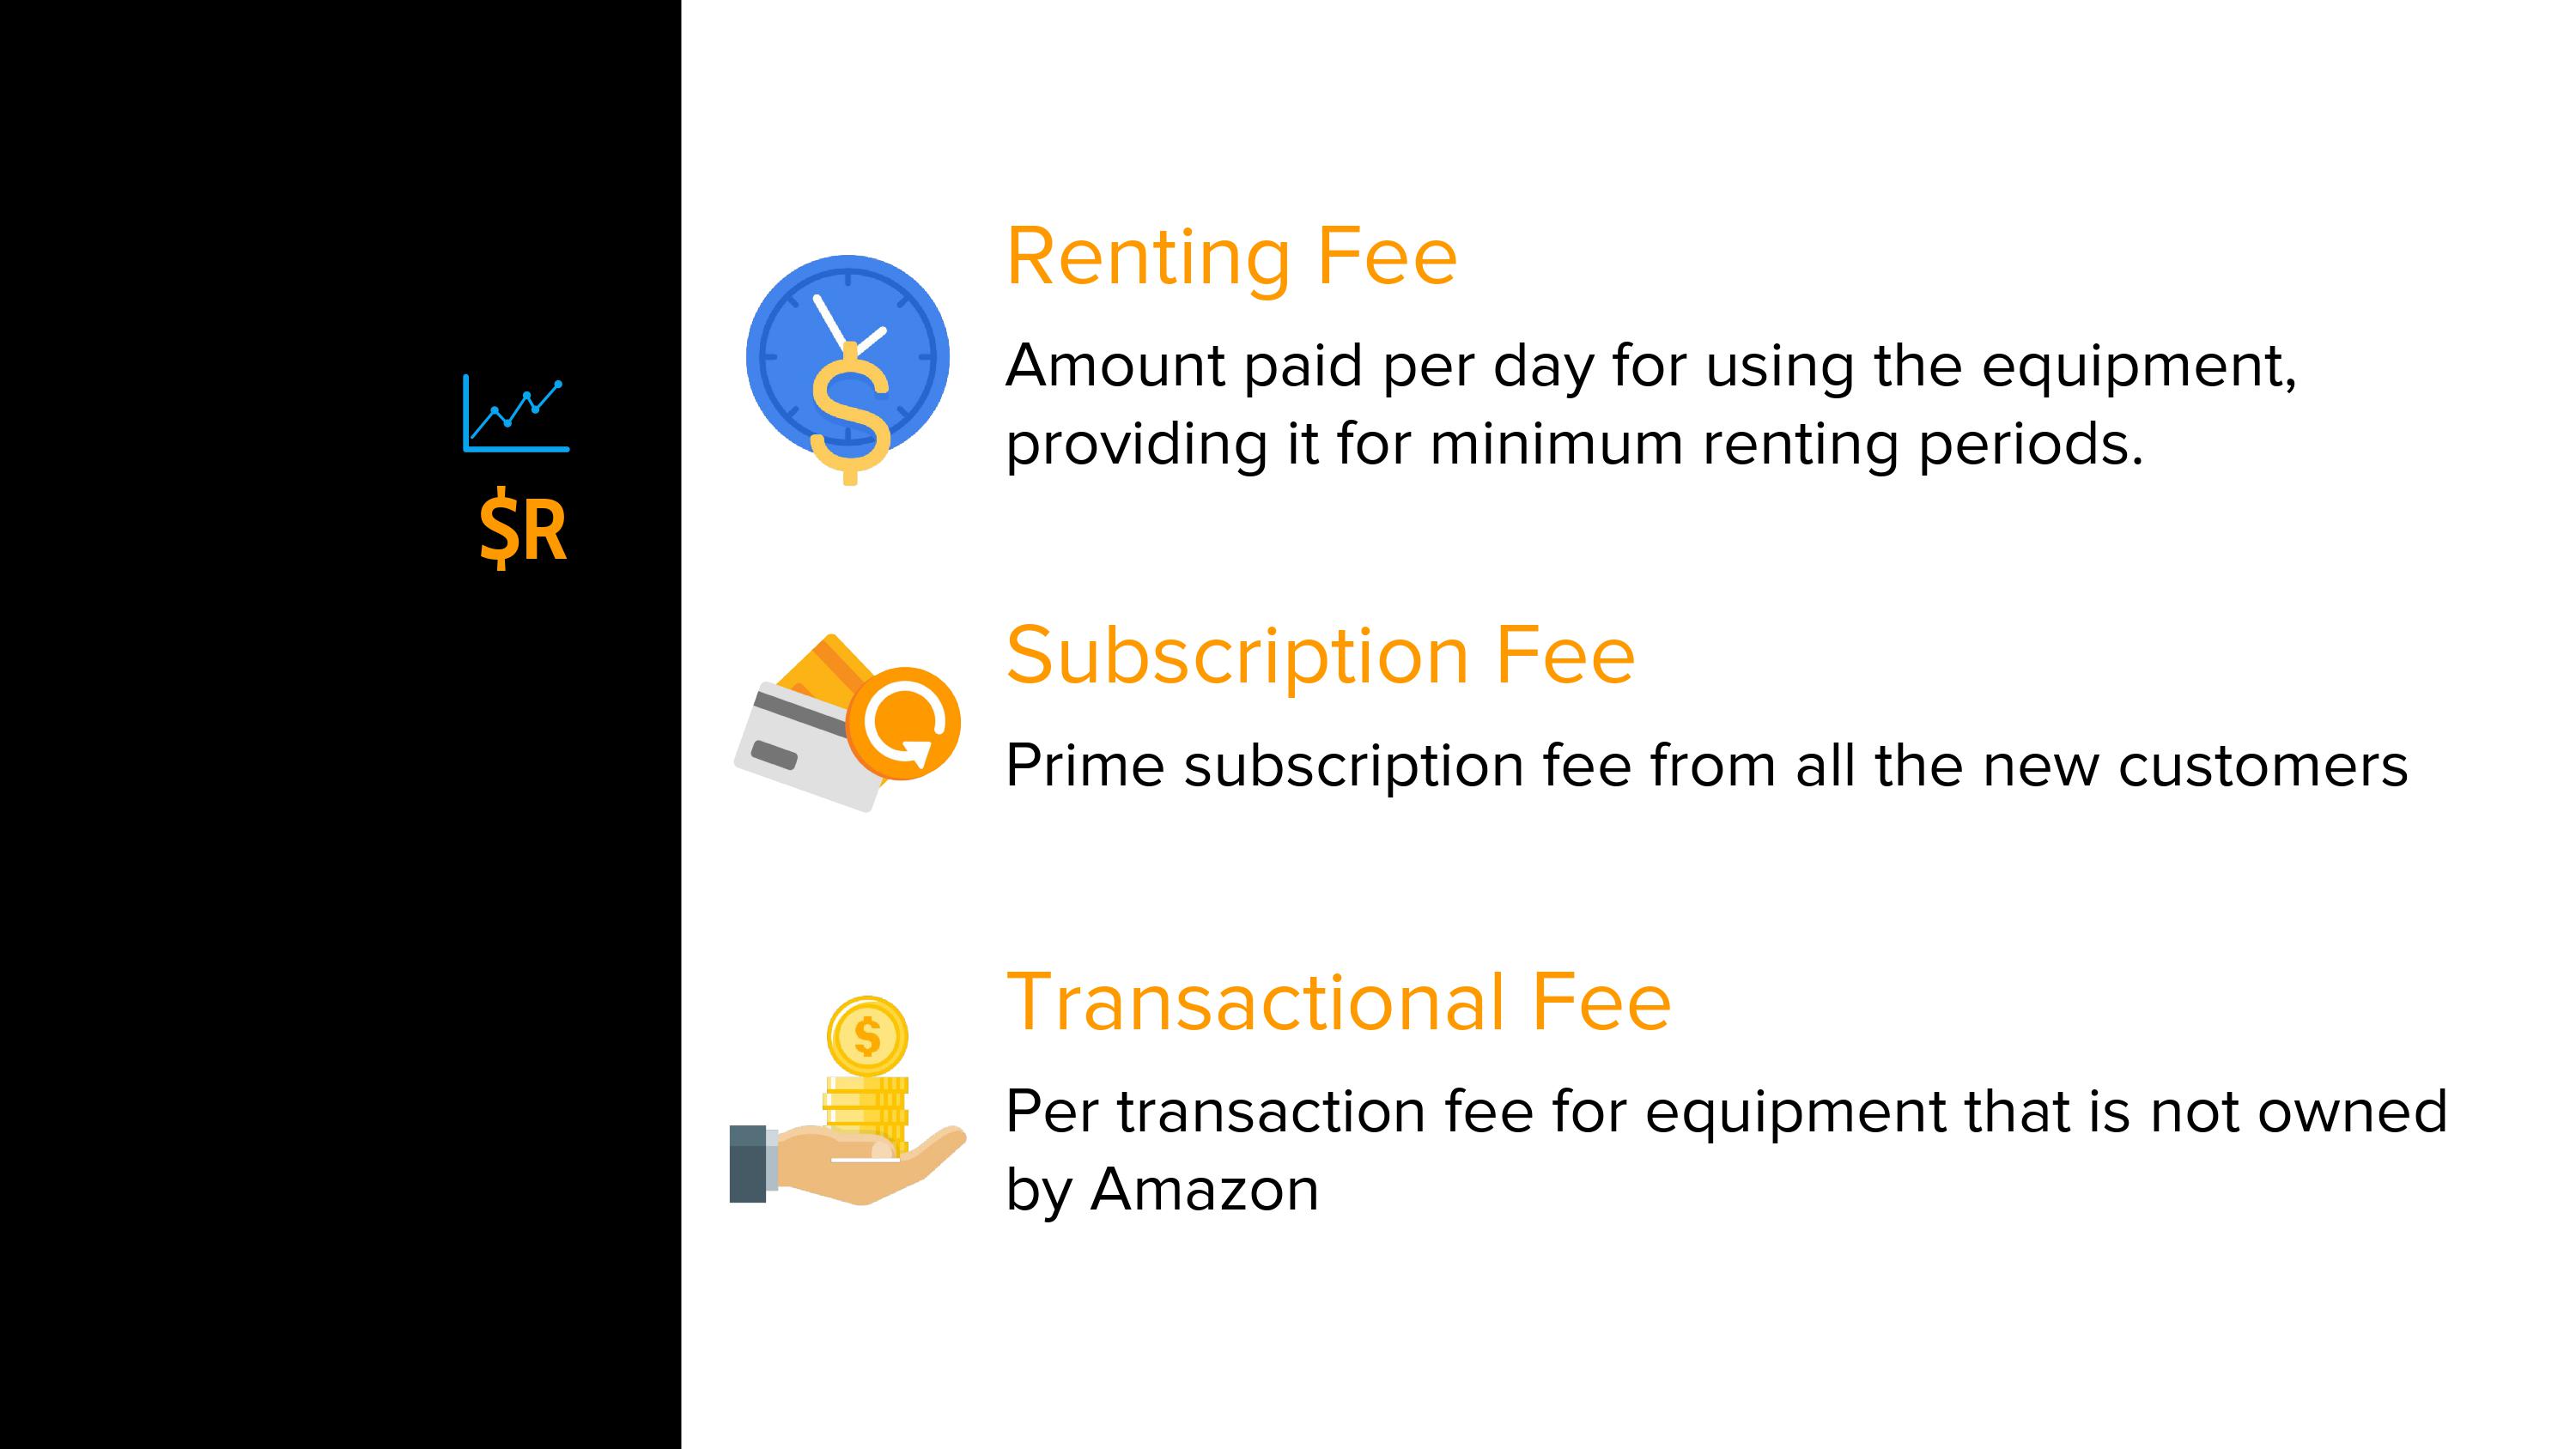 $R
Renting Fee
Amount paid per day for using the equipment,
providing it for minimum renting periods.
Subscription Fee
Prime subscription fee from all the new customers
Transactional Fee
Per transaction fee for equipment that is not owned
by Amazon